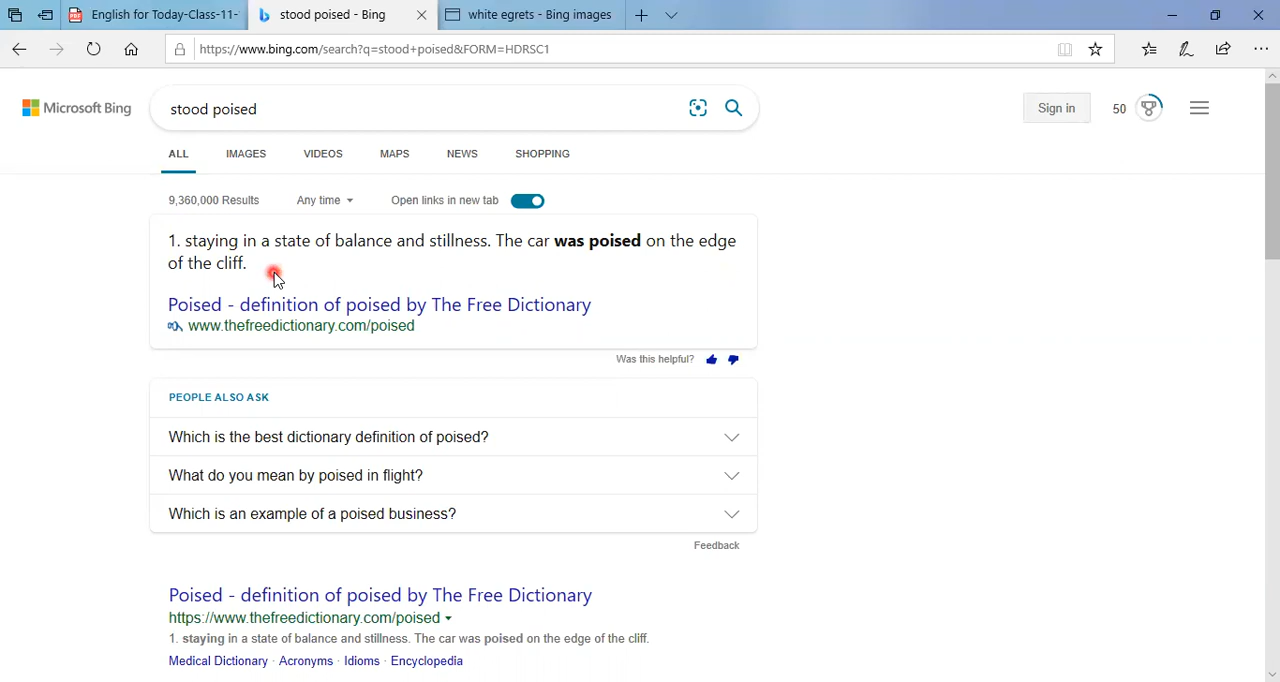 English for Today-Class-11-
stood poised - Bing
white egrets - Bing images
https://www.bing.com/search?q=stood+poised&FORM=HDRSC1
Microsoft Bing
stood poised
Sign in
50
ALL
IMAGES
VIDEOS
MAPS
NEWS
SHOPPING
9,360,000 Results
Any time
Open links in new tab
1. staying in a state of balance and stillness. The car was poised on the edge
of the cliff.
Poised - definition of poised by The Free Dictionary
www.thefreedictionary.com/poised
Was this helpful?
PEOPLE ALSO ASK
Which is the best dictionary definition of poised?
What do you mean by poised in flight?
Which is an example of a poised business?
Feedback
Poised - definition of poised by The Free Dictionary
https://www.thefreedictionary.com/poised
1. staying in a state of balance and stillness. The car was poised on the edge of the cliff.
Medical Dictionary · Acronyms · Idioms · Encyclopedia